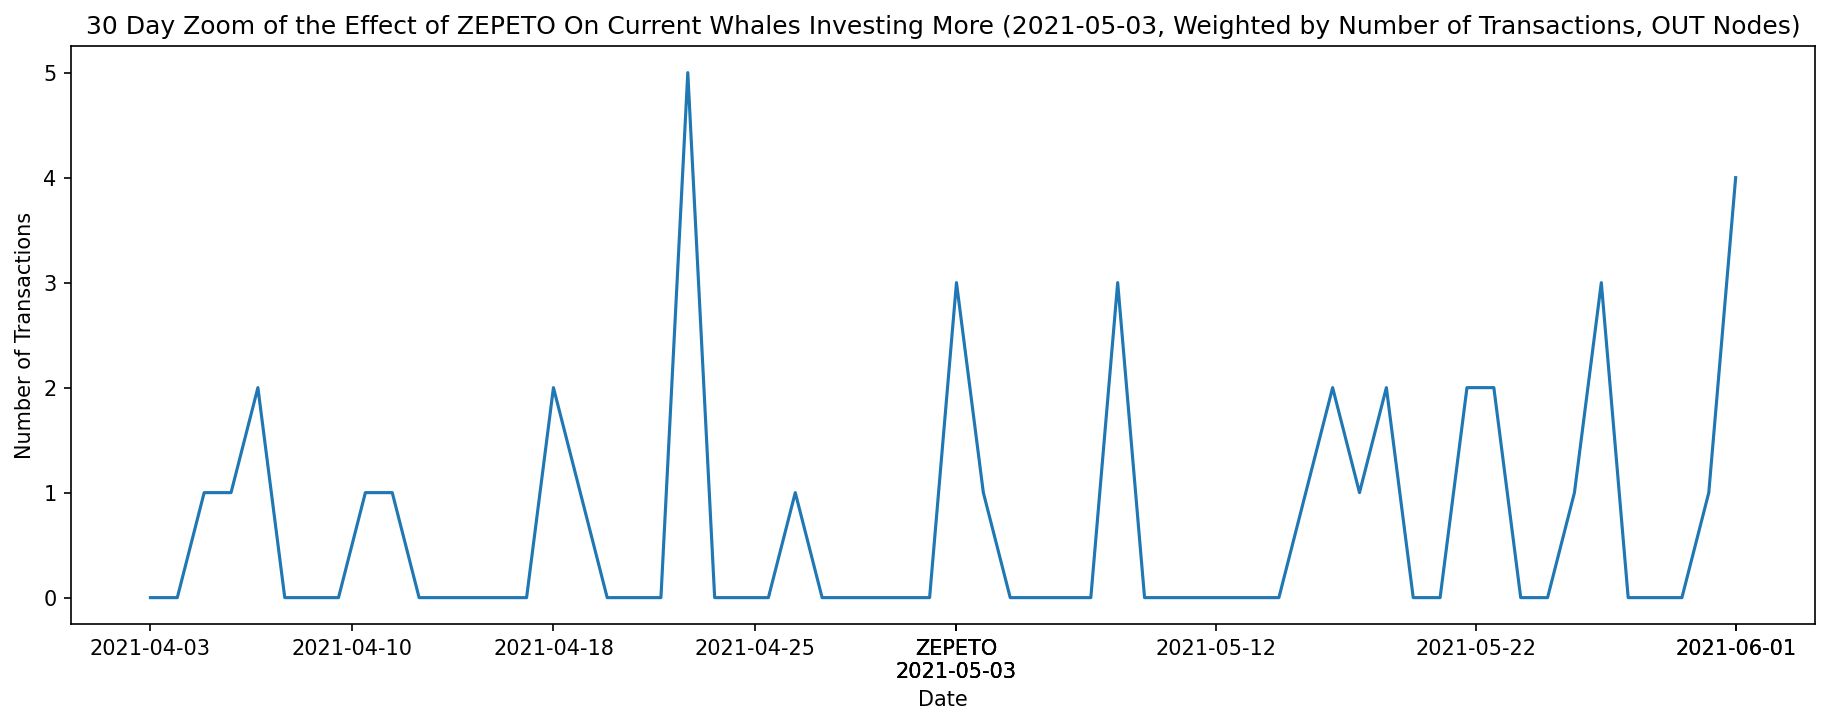 30 Day Zoom of the Effect of ZEPETO On Current Whales Investing More (2021-05-03, Weighted by Number of Transactions, OUT Nodes)
5
4
3
2
1
0
Number of Transactions
2021-04-03 2021-04-10 2021-04-18 2021-04-25 ZEPETO 2021-05-12 2021-05-22 2021-06-01
2021-05-03
Date